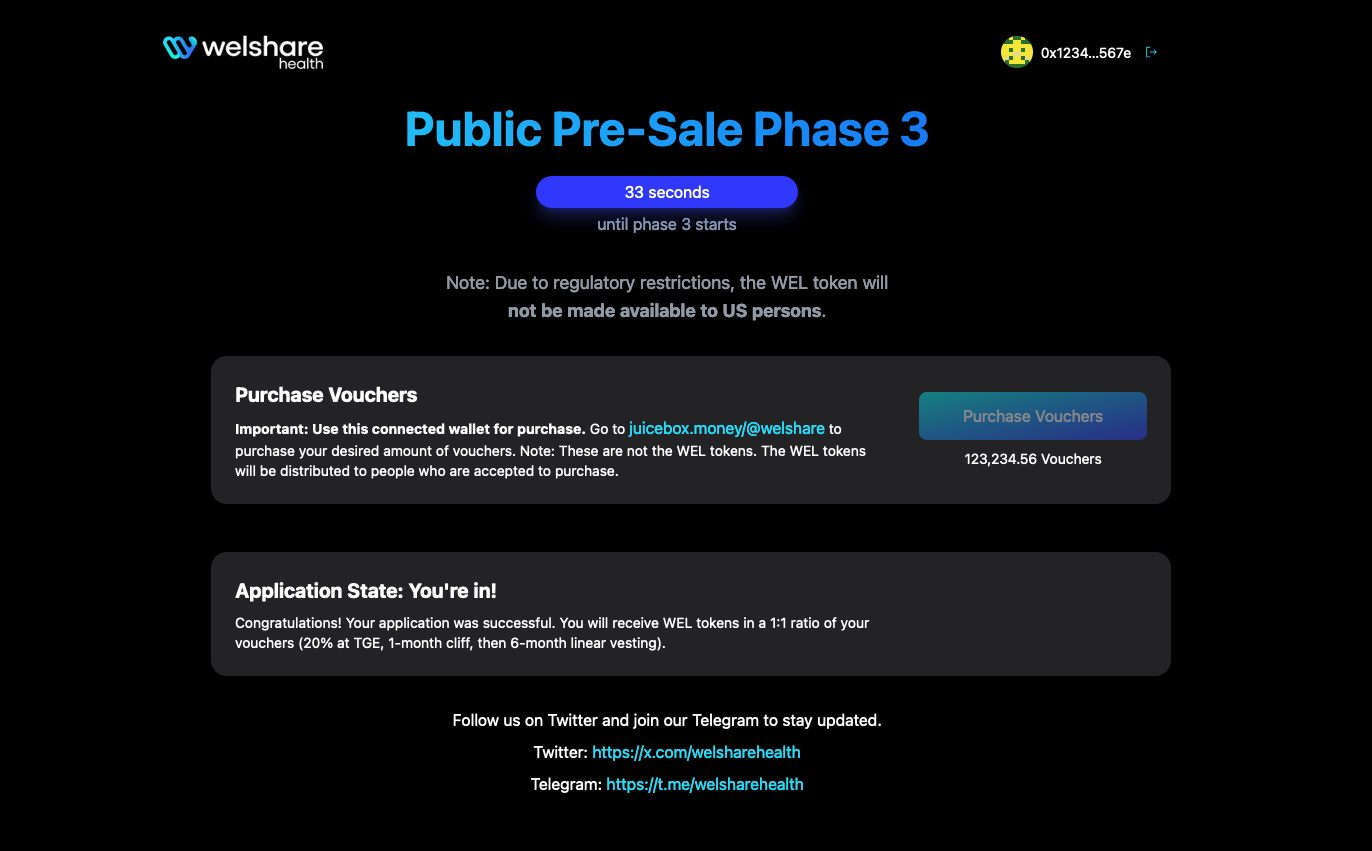 welshare
health
0x1234...567e
Public Pre-Sale Phase 3
33 seconds
until phase 3 starts
Note: Due to regulatory restrictions, the WEL token will
not be made available to US persons.
Purchase Vouchers
Important: Use this connected wallet for purchase. Go to juicebox.money/@welshare to
purchase your desired amount of vouchers. Note: These are not the WEL tokens. The WEL tokens
will be distributed to people who are accepted to purchase.
Purchase Vouchers
123,234.56 Vouchers
Application State: You're in!
Congratulations! Your application was successful. You will receive WEL tokens in a 1:1 ratio of your
vouchers (20% at TGE, 1-month cliff, then 6-month linear vesting).
Follow us on Twitter and join our Telegram to stay updated.
Twitter: https://x.com/welsharehealth
Telegram: https://t.me/welsharehealth